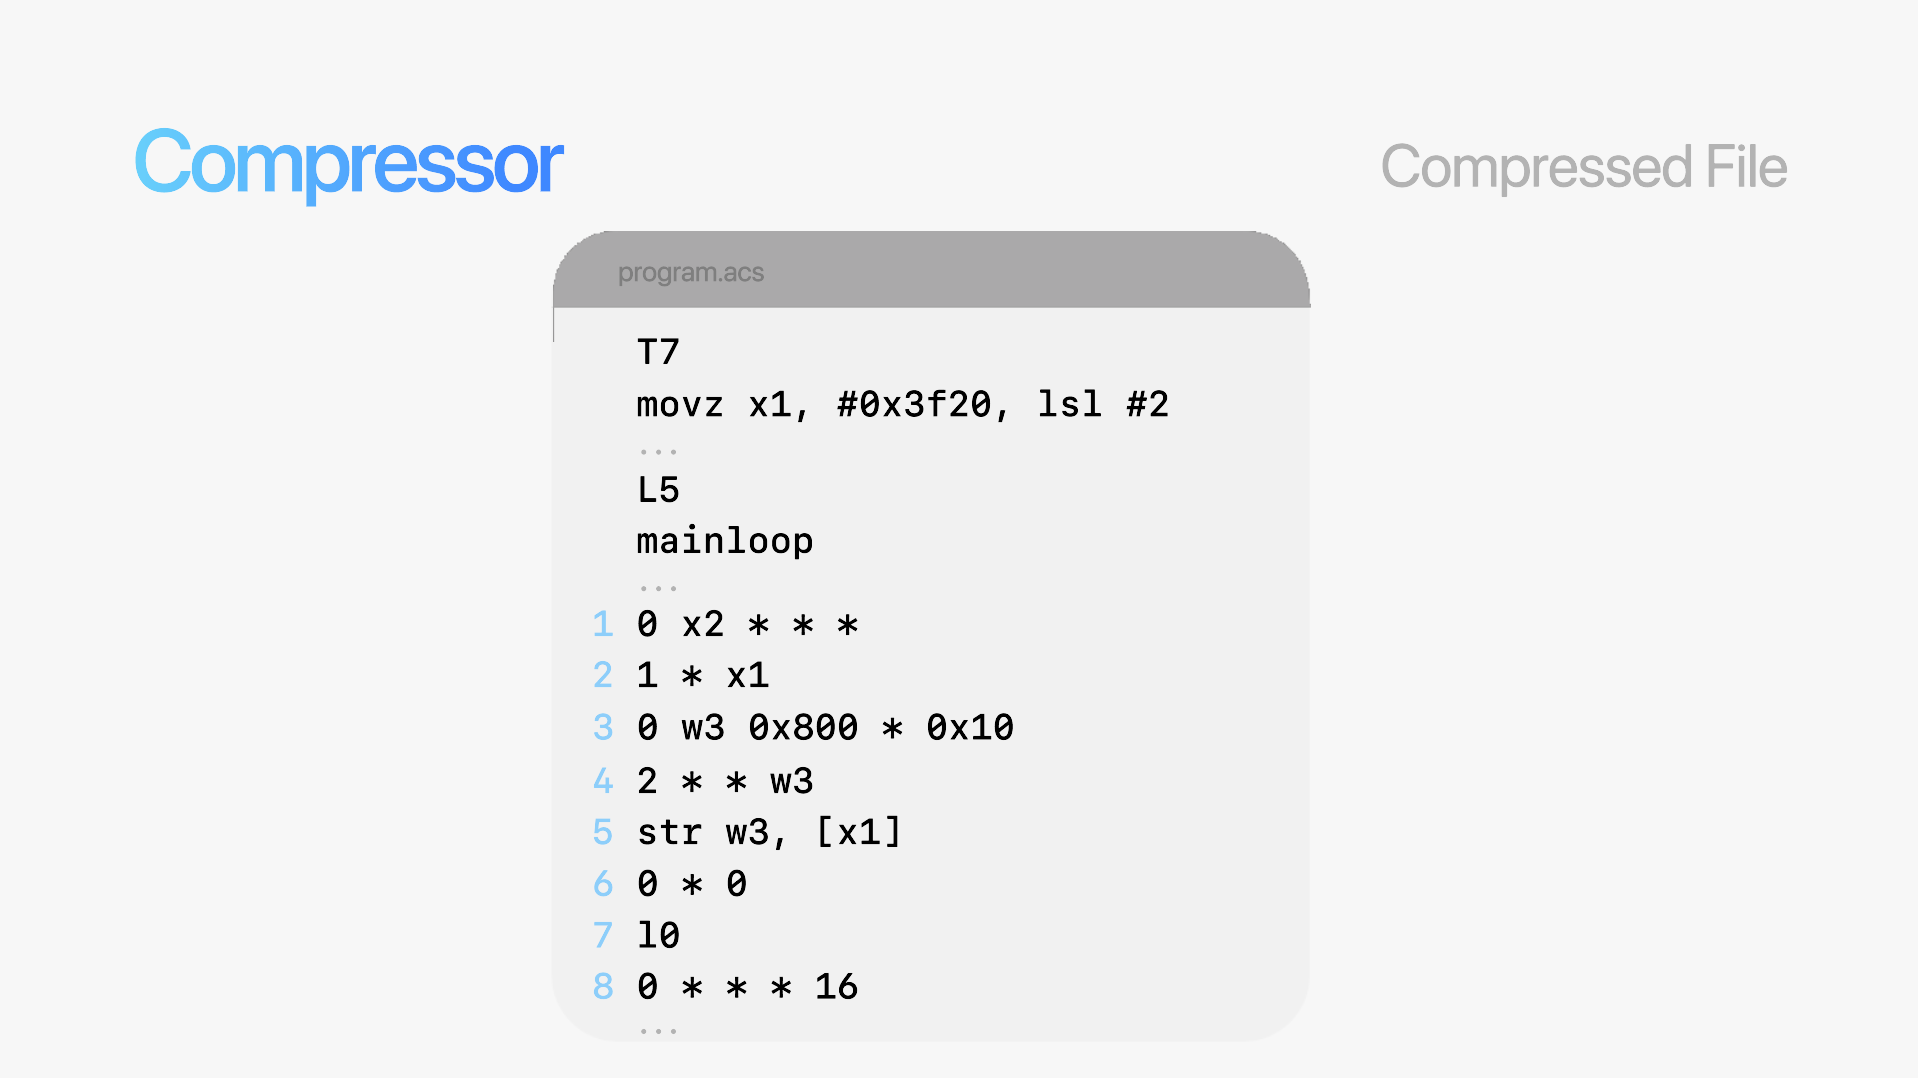 Compressor
Compressed File
program.acs
T7
movz x1, #0x3f20, lsl #2
...
L5
mainloop
...
1 0 x2 * * *
2 1 * x1
3 0 w3 0x800 * 0x10
4 2 * * w3
5 str w3, [x1]
6 0 * 0
7 l0
8 0 * * * 16
...